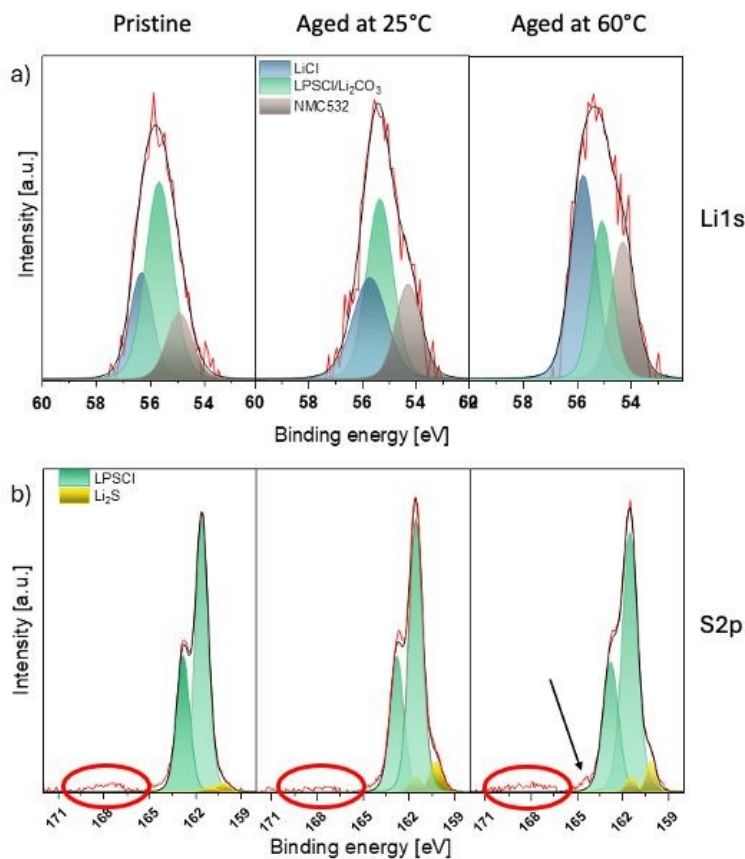 Pristine Aged at 25°C Aged at 60°C
a)
LiCl
LPSCl/Li₂CO₃
NMC532
Intensity [a.u.]
Li1s
60 58 56 54 60 58 56 54 60 58 56 54
Binding energy [eV]
b)
LPSCl
Li₂S
Intensity [a.u.]
S2p
171 168 165 162 159 171 168 165 162 159 171 168 165 162 159
Binding energy [eV]